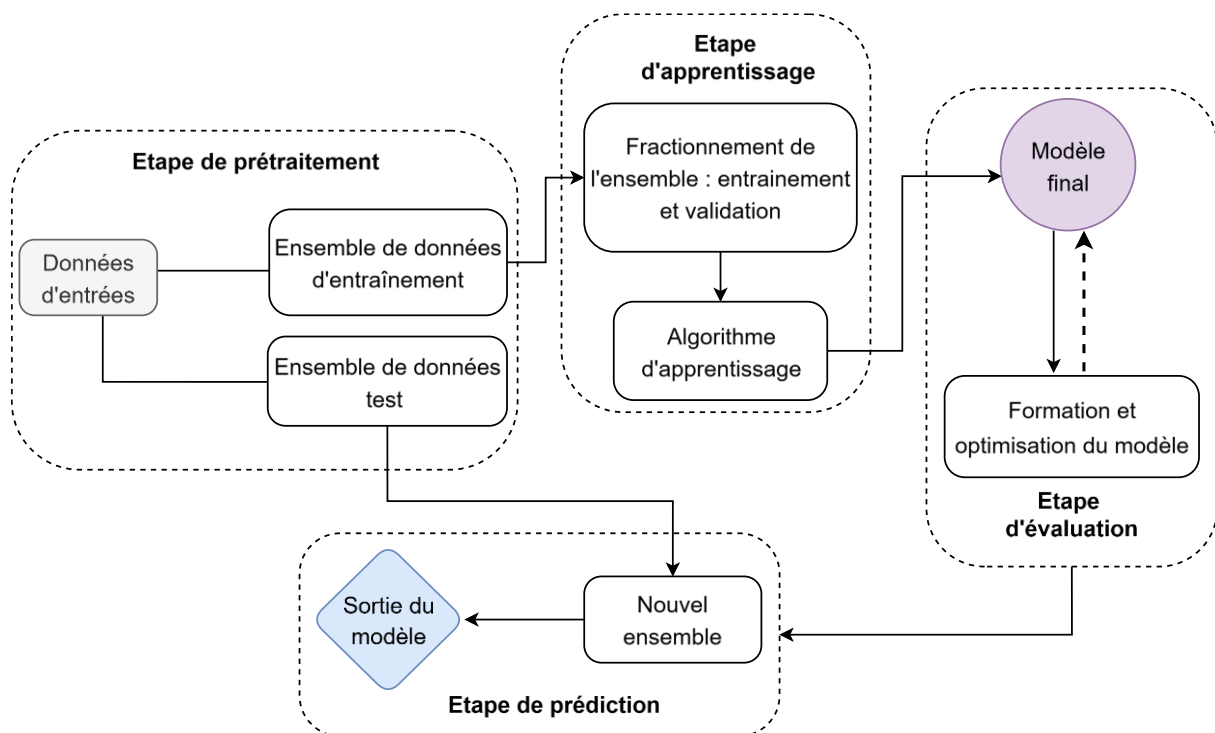 Etape de prétraitement
Données
d'entrées
Ensemble de données
d'entraînement
Ensemble de données
test
Etape
d'apprentissage
Fractionnement de
l'ensemble : entrainement
et validation
Algorithme
d'apprentissage
Modèle
final
Formation et
optimisation du modèle
Etape
d'évaluation
Sortie du
modèle
Nouvel
ensemble
Etape de prédiction